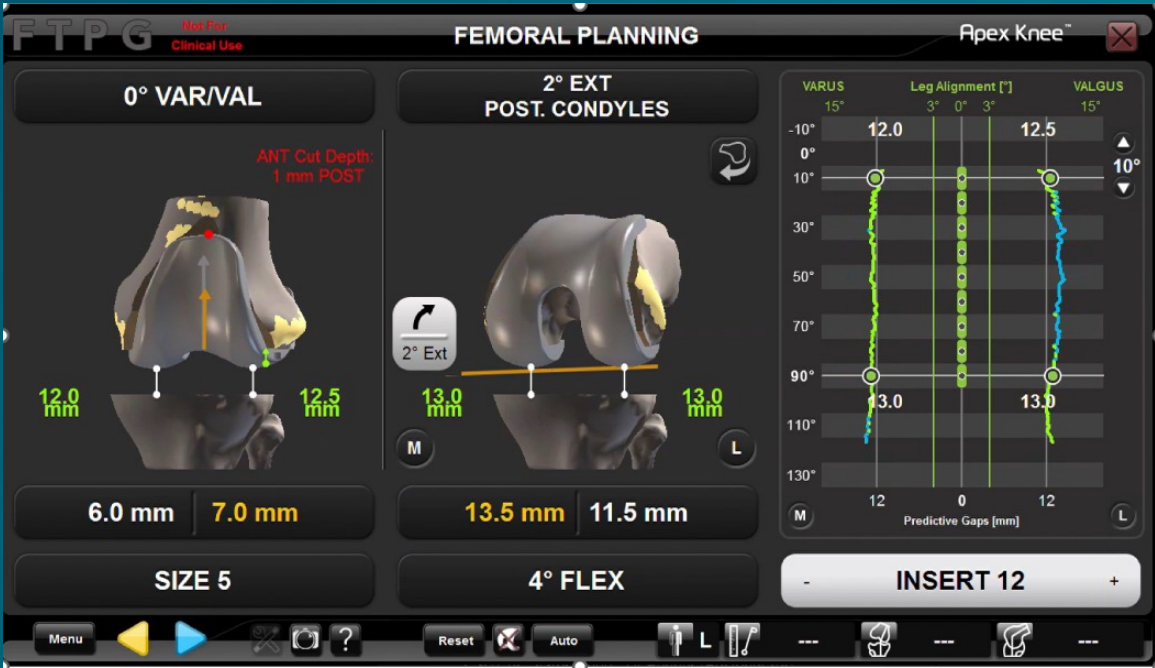 FTPG
Not For
Clinical Use
FEMORAL PLANNING
Apex Knee™
0° VAR/VAL
2° EXT
POST. CONDYLES
ANT Cut Depth:
1 mm POST
2° Ext
12.0
mm
12.5
mm
13.0
mm
13.0
mm
M
L
6.0 mm
7.0 mm
13.5 mm
11.5 mm
SIZE 5
4° FLEX
VARUS
Leg Alignment [°]
VALGUS
15°
3°
0°
3°
15°
-10°
12.0
12.5
0°
10°
10°
30°
50°
70°
90°
13.0
13.0
110°
130°
12
0
12
M
Predictive Gaps [mm]
L
- INSERT 12 +
Menu
?
Reset
Auto
L
---
---
---